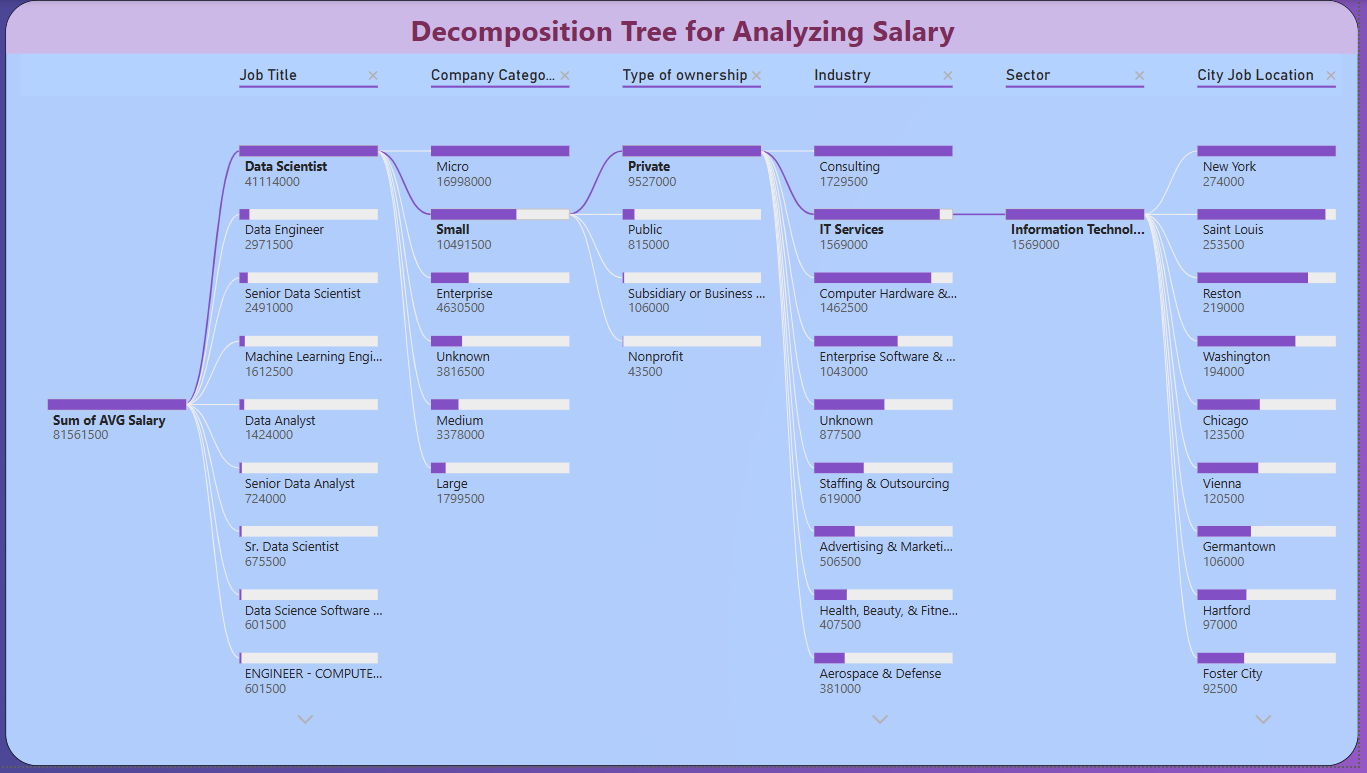 Decomposition Tree for Analyzing Salary
Job Title
Company Catego...
Type of ownership
Industry
Sector
City Job Location
Sum of AVG Salary
81561500
Data Scientist
41114000
Data Engineer
2971500
Senior Data Scientist
2491000
Machine Learning Engi...
1612500
Data Analyst
1424000
Senior Data Analyst
724000
Sr. Data Scientist
675500
Data Science Software ...
601500
ENGINEER - COMPUTE...
601500
Micro
16998000
Small
10491500
Enterprise
4630500
Unknown
3816500
Medium
3378000
Large
1799500
Private
9527000
Public
815000
Subsidiary or Business ...
106000
Nonprofit
43500
Consulting
1729500
IT Services
1569000
Computer Hardware &...
1462500
Enterprise Software & ...
1043000
Unknown
877500
Staffing & Outsourcing
619000
Advertising & Marketi...
506500
Health, Beauty, & Fitne...
407500
Aerospace & Defense
381000
Information Technol...
1569000
New York
274000
Saint Louis
253500
Reston
219000
Washington
194000
Chicago
123500
Vienna
120500
Germantown
106000
Hartford
97000
Foster City
92500